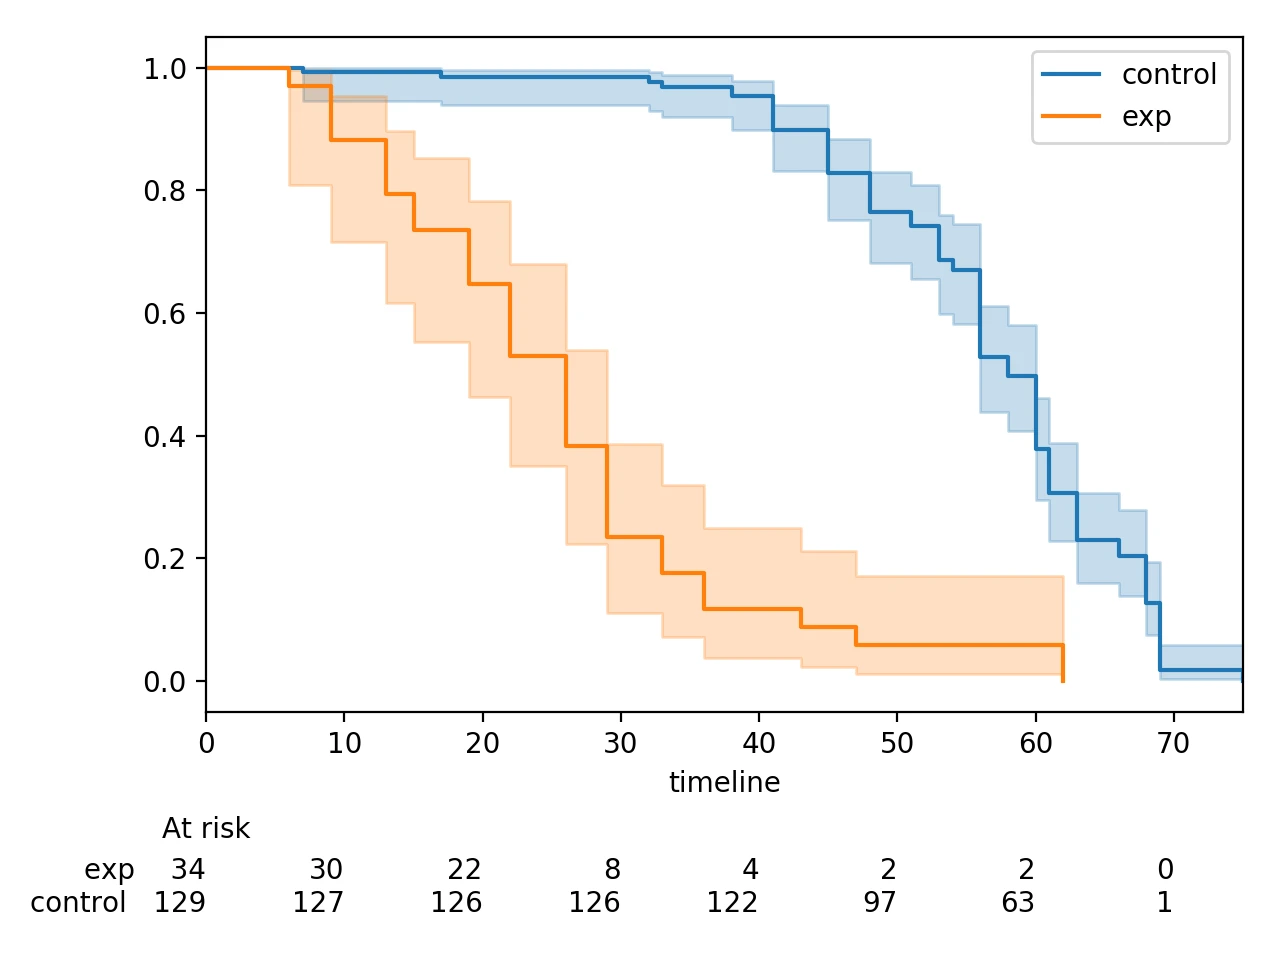 1.0
0.8
0.6
0.4
0.2
0.0
control
exp
0 10 20 30 40 50 60 70
timeline
At risk
exp 34 30 22 8 4 2 2 0
control 129 127 126 126 122 97 63 1